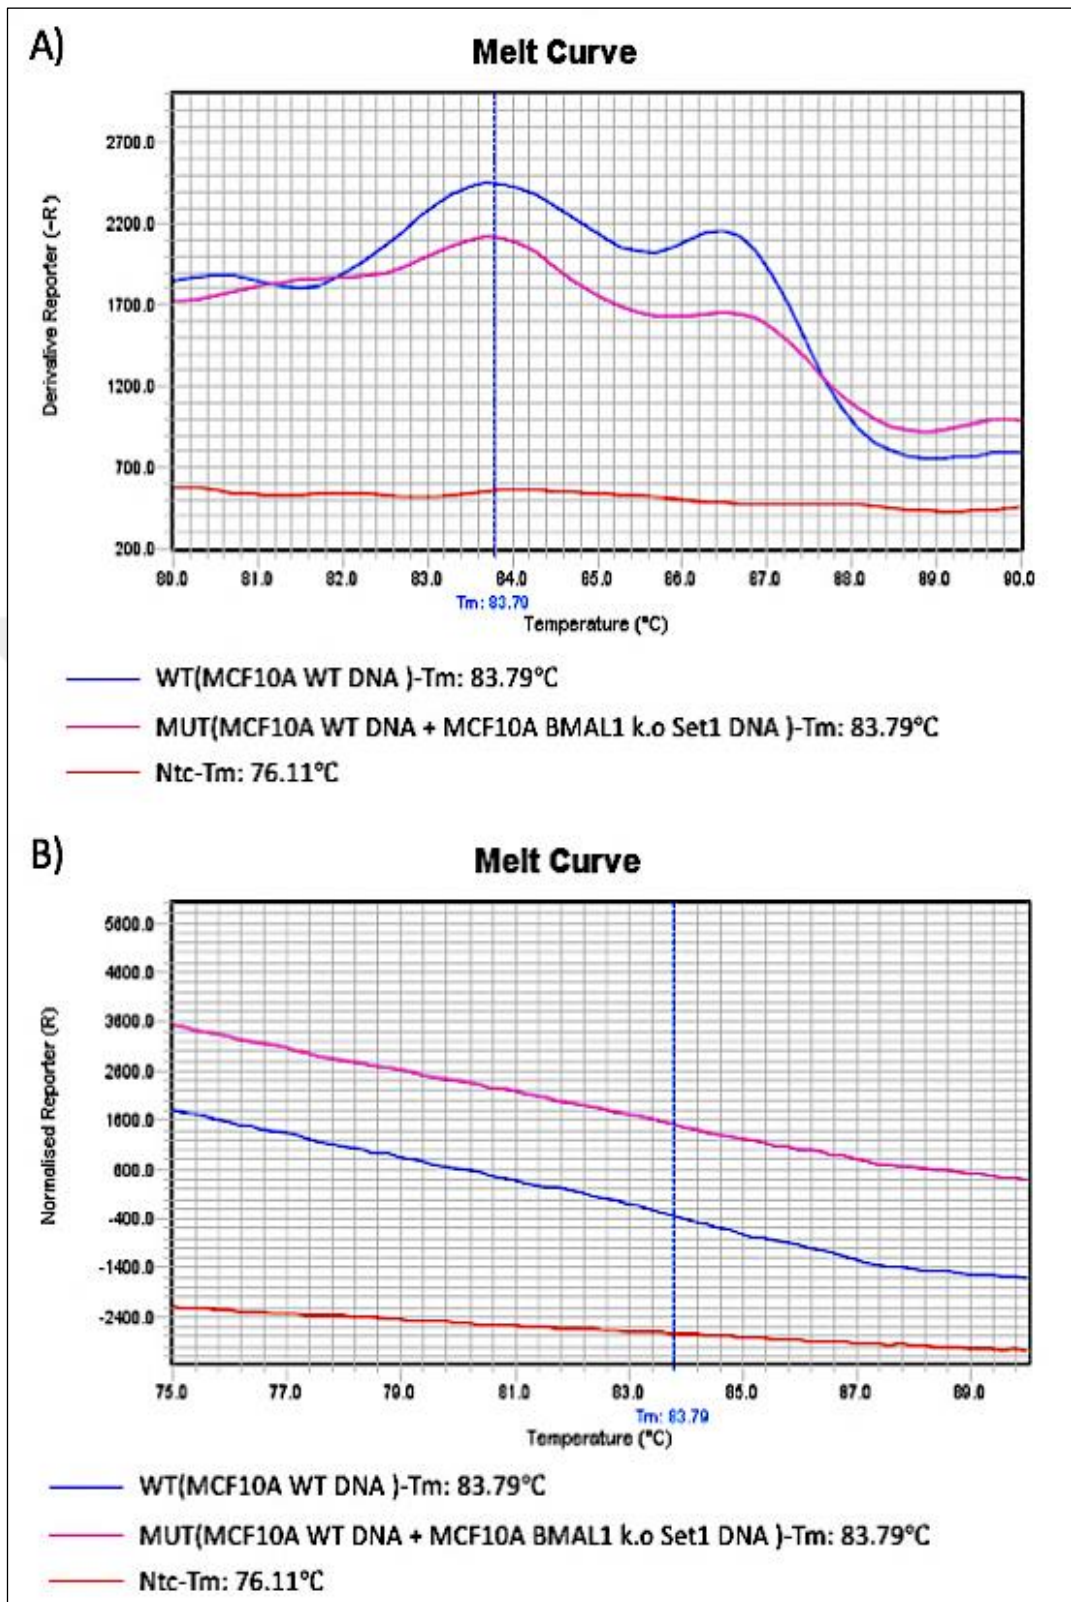 A)
Melt Curve
Derivative Reporter (-R')
2700.0
2200.0
1700.0
1200.0
700.0
200.0
80.0 81.0 82.0 83.0 84.0 85.0 86.0 87.0 88.0 89.0 90.0
Tm: 83.79
Temperature (°C)
WT(MCF10A WT DNA )-Tm: 83.79°C
MUT(MCF10A WT DNA + MCF10A BMAL1 k.o Set1 DNA )-Tm: 83.79°C
Ntc-Tm: 76.11°C
B)
Melt Curve
Normalised Reporter (R)
5600.0
4600.0
3600.0
2600.0
1600.0
600.0
-400.0
-1400.0
-2400.0
75.0 77.0 79.0 81.0 83.0 85.0 87.0 89.0
Tm: 83.79
Temperature (°C)
WT(MCF10A WT DNA )-Tm: 83.79°C
MUT(MCF10A WT DNA + MCF10A BMAL1 k.o Set1 DNA )-Tm: 83.79°C
Ntc-Tm: 76.11°C